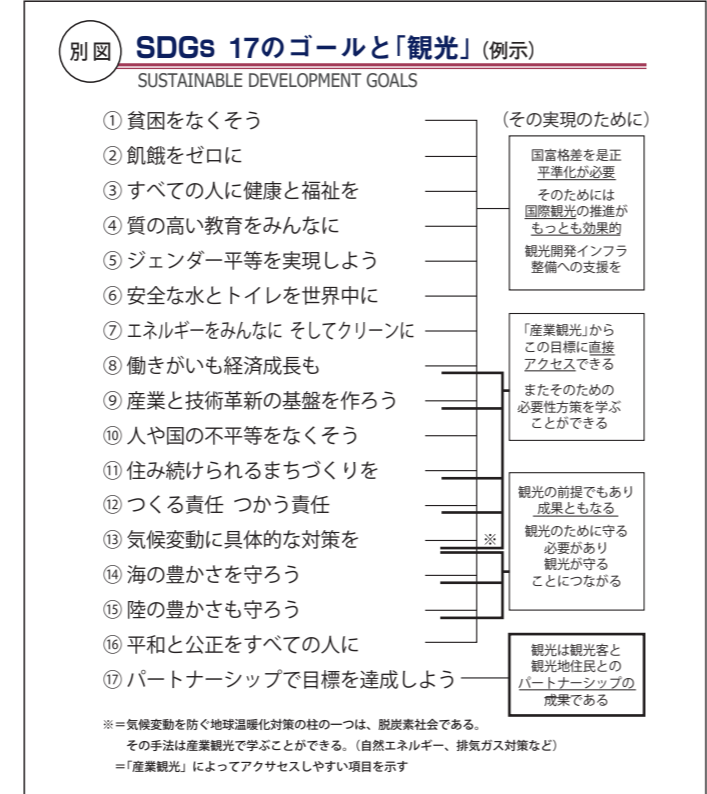 別図
SDGs 17のゴールと「観光」(例示)
SUSTAINABLE DEVELOPMENT GOALS
(その実現のために)
① 貧困をなくそう
② 飢餓をゼロに
③ すべての人に健康と福祉を
④ 質の高い教育をみんなに
⑤ ジェンダー平等を実現しよう
⑥ 安全な水とトイレを世界中に
⑦ エネルギーをみんなに そしてクリーンに
⑧ 働きがいも経済成長も
⑨ 産業と技術革新の基盤を作ろう
⑩ 人や国の不平等をなくそう
⑪ 住み続けられるまちづくりを
⑫ つくる責任 つかう責任
⑬ 気候変動に具体的な対策を
※
⑭ 海の豊かさを守ろう
⑮ 陸の豊かさも守ろう
⑯ 平和と公正をすべての人に
⑰ パートナーシップで目標を達成しよう
国富格差を是正
平準化が必要
そのためには
国際観光の推進が
もっとも効果的
観光開発インフラ
整備への支援を
「産業観光」から
この目標に直接
アクセスできる
またそのための
必要性方策を学ぶ
ことができる
観光の前提でもあり
成果ともなる
観光のために守る
必要があり
観光が守る
ことにつながる
観光は観光客と
観光地住民との
パートナーシップの
成果である
※=気候変動を防ぐ地球温暖化対策の柱の一つは、脱炭素社会である。
その手法は産業観光で学ぶことができる。(自然エネルギー、排気ガス対策など)
=「産業観光」によってアクサセスしやすい項目を示す